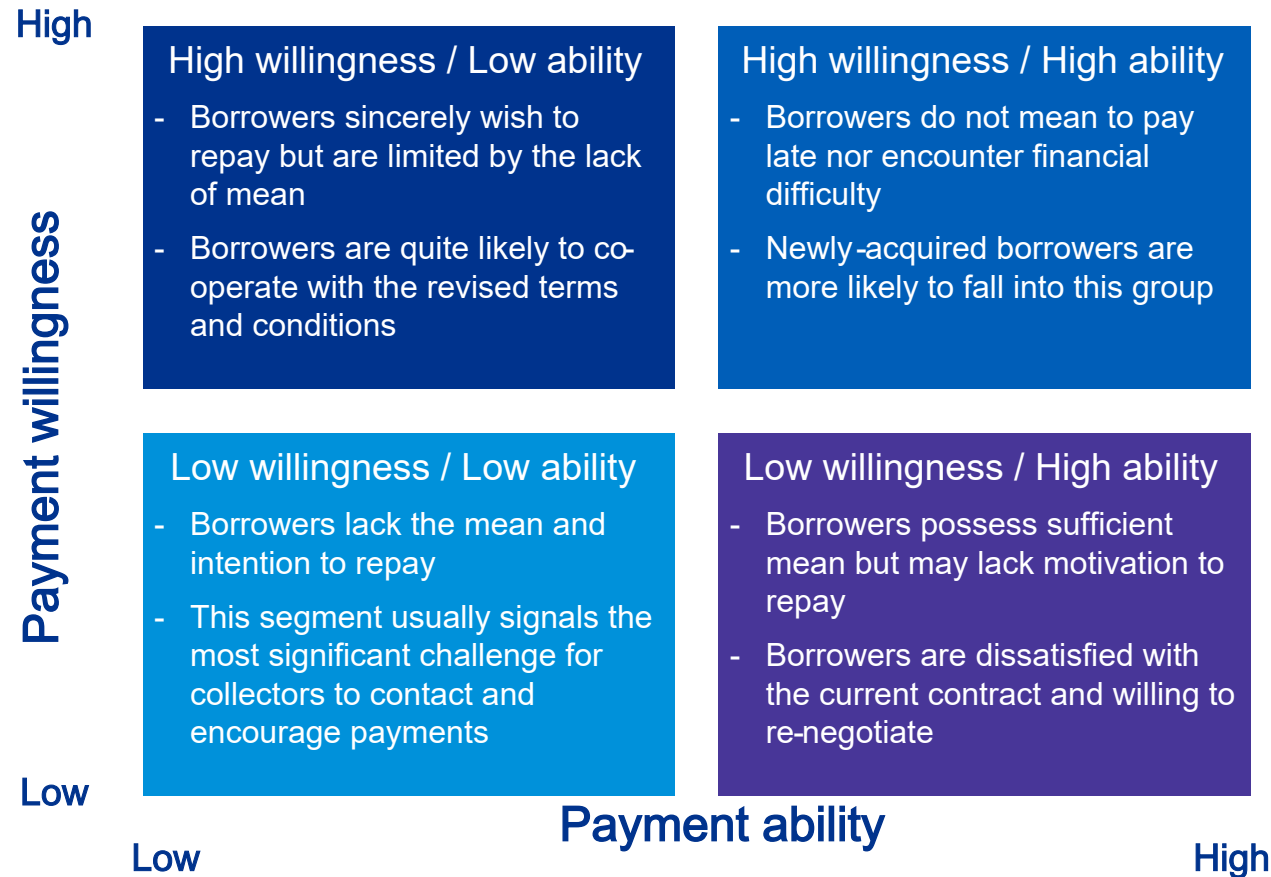 High
Payment willingness
High willingness / Low ability
- Borrowers sincerely wish to
repay but are limited by the lack
of mean
- Borrowers are quite likely to co-
operate with the revised terms
and conditions
High willingness / High ability
- Borrowers do not mean to pay
late nor encounter financial
difficulty
- Newly-acquired borrowers are
more likely to fall into this group
Low willingness / Low ability
- Borrowers lack the mean and
intention to repay
- This segment usually signals the
most significant challenge for
collectors to contact and
encourage payments
Low willingness / High ability
- Borrowers possess sufficient
mean but may lack motivation to
repay
- Borrowers are dissatisfied with
the current contract and willing to
re-negotiate
Low
Payment ability
Low
High